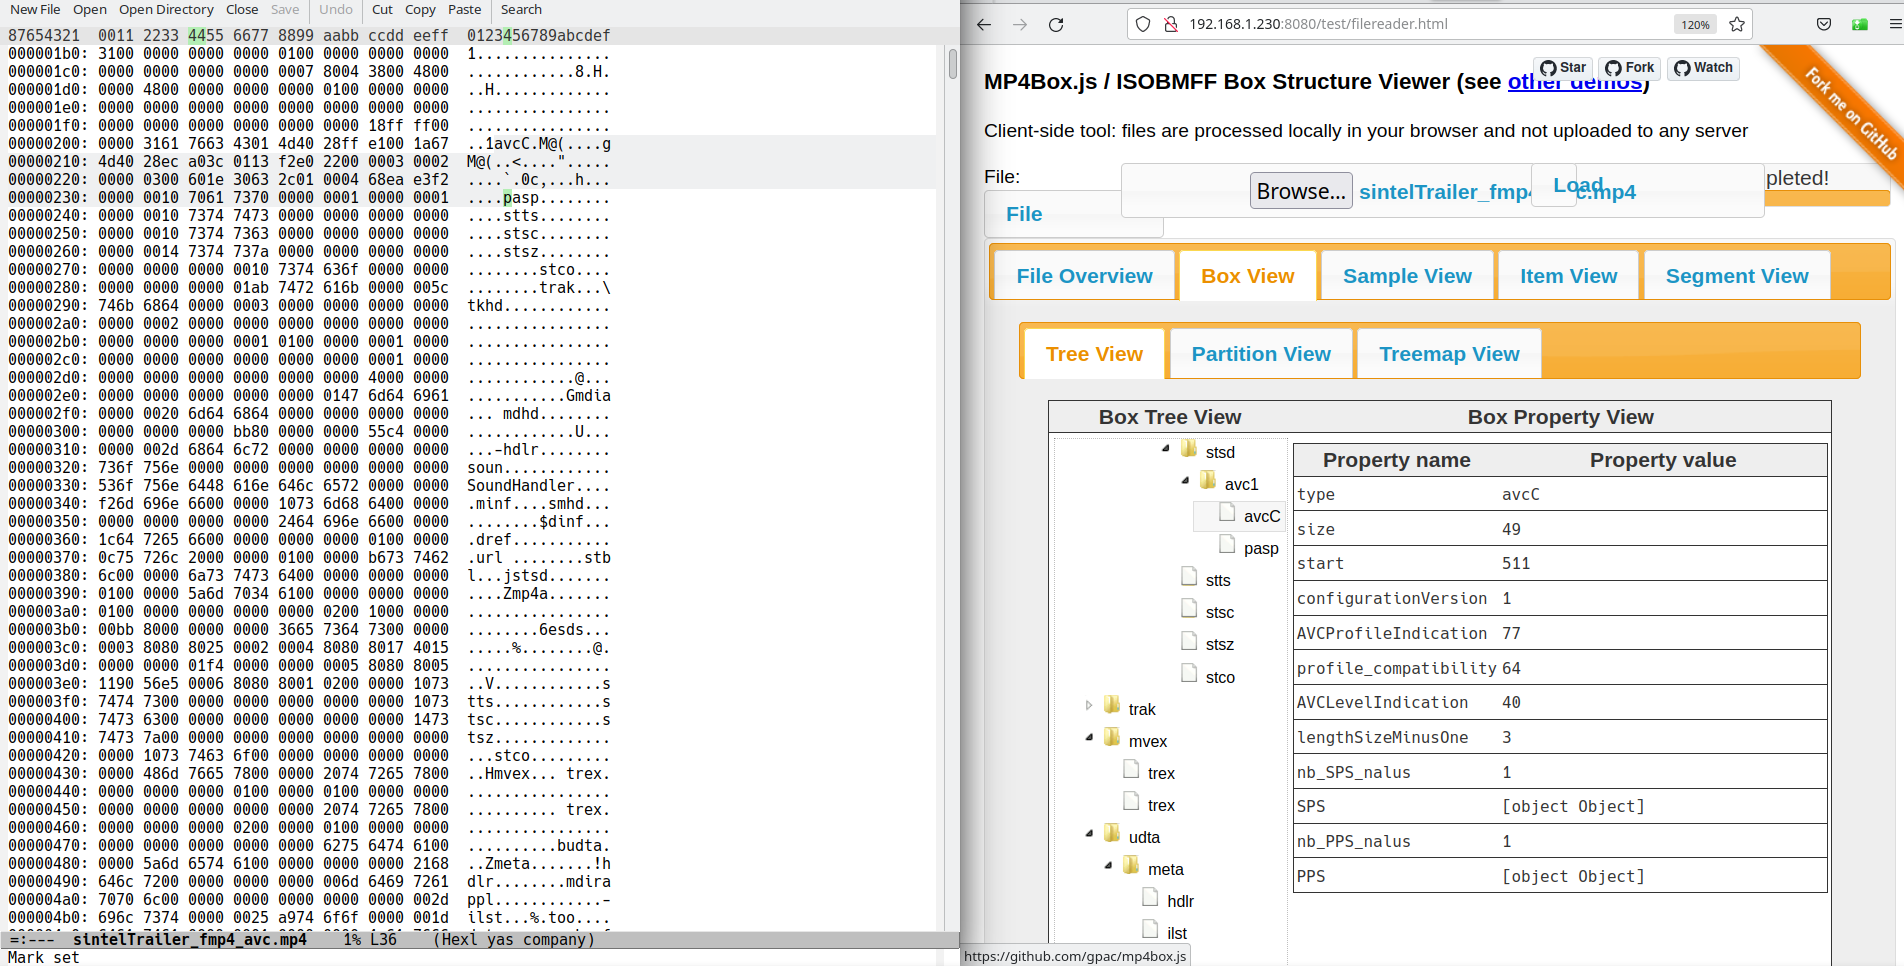 New File Open Open Directory Close Save Undo Cut Copy Paste Search
87654321  0011 2233 4455 6677 8899 aabb ccdd eeff  0123456789abcdef
000001b0: 3100 0000 0000 0000 0100 0000 0000 0000  1...............
000001c0: 0000 0000 0000 0000 0007 8004 3800 4800  ............8.H.
000001d0: 0000 4800 0000 0000 0000 0100 0000 0000  ..H.............
000001e0: 0000 0000 0000 0000 0000 0000 0000 0000  ................
000001f0: 0000 0000 0000 0000 0000 0000 18ff ff00  ................
00000200: 0000 3161 7663 4301 4d40 28ff e100 1a67  ..1avcC.M@(....g
00000210: 4d40 28ec a03c 0113 f2e0 2200 0003 0002  M@(..<....".....
00000220: 0000 0300 601e 3063 2c01 0004 68ea e3f2  ....`.0c,...h...
00000230: 0000 0010 7061 7370 0000 0001 0000 0001  ....pasp........
00000240: 0000 0010 7374 7473 0000 0000 0000 0000  ....stts........
00000250: 0000 0010 7374 7363 0000 0000 0000 0000  ....stsc........
00000260: 0000 0014 7374 737a 0000 0000 0000 0000  ....stsz........
00000270: 0000 0000 0000 0010 7374 636f 0000 0000  ........stco....
00000280: 0000 0000 0000 01ab 7472 616b 0000 005c  ........trak...\
00000290: 746b 6864 0000 0003 0000 0000 0000 0000  tkhd............
000002a0: 0000 0002 0000 0000 0000 0000 0000 0000  ................
000002b0: 0000 0000 0000 0001 0100 0000 0001 0000  ................
000002c0: 0000 0000 0000 0000 0000 0000 0001 0000  ................
000002d0: 0000 0000 0000 0000 0000 0000 4000 0000  ............@...
000002e0: 0000 0000 0000 0000 0000 0147 6d64 6961  ...........Gmdia
000002f0: 0000 0020 6d64 6864 0000 0000 0000 0000  ... mdhd........
00000300: 0000 0000 0000 bb80 0000 0000 55c4 0000  ............U...
00000310: 0000 002d 6864 6c72 0000 0000 0000 0000  ...-hdlr........
00000320: 736f 756e 0000 0000 0000 0000 0000 0000  soun............
00000330: 536f 756e 6448 616e 646c 6572 0000 0000  SoundHandler....
00000340: f26d 696e 6600 0000 1073 6d68 6400 0000  .minf....smhd...
00000350: 0000 0000 0000 0000 2464 696e 6600 0000  ........$dinf...
00000360: 1c64 7265 6600 0000 0000 0000 0100 0000  .dref...........
00000370: 0c75 726c 2000 0000 0100 0000 b673 7462  .url ........stb
00000380: 6c00 0000 6a73 7473 6400 0000 0000 0000  l...jstsd.......
00000390: 0100 0000 5a6d 7034 6100 0000 0000 0000  ....Zmp4a.......
000003a0: 0100 0000 0000 0000 0000 0200 1000 0000  ................
000003b0: 00bb 8000 0000 0000 3665 7364 7300 0000  ........6esds...
000003c0: 0003 8080 8025 0002 0004 8080 8017 4015  .....%........@.
000003d0: 0000 0000 01f4 0000 0000 0005 8080 8005  ................
000003e0: 1190 56e5 0006 8080 8001 0200 0000 1073  ..V............s
000003f0: 7474 7300 0000 0000 0000 0000 0000 1073  tts............s
00000400: 7473 6300 0000 0000 0000 0000 0000 1473  tsc............s
00000410: 7473 7a00 0000 0000 0000 0000 0000 0000  tsz.............
00000420: 0000 1073 7463 6f00 0000 0000 0000 0000  ...stco.........
00000430: 0000 486d 7665 7800 0000 2074 7265 7800  ..Hmvex... trex.
00000440: 0000 0000 0000 0100 0000 0100 0000 0000  ................
00000450: 0000 0000 0000 0000 0000 2074 7265 7800  .......... trex.
00000460: 0000 0000 0000 0200 0000 0100 0000 0000  ................
00000470: 0000 0000 0000 0000 0000 6275 6474 6100  ..........budta.
00000480: 0000 5a6d 6574 6100 0000 0000 0000 2168  ..Zmeta.......!h
00000490: 646c 7200 0000 0000 0000 006d 6469 7261  dlr........mdira
000004a0: 7070 6c00 0000 0000 0000 0000 0000 002d  ppl............-
000004b0: 696c 7374 0000 0025 a974 6f6f 0000 001d  ilst...%.too....
=:---  sintelTrailer_fmp4_avc.mp4    1% L36    (Hexl yas company)
Mark set
192.168.1.230:8080/test/filereader.html
120%
Star Fork Watch
MP4Box.js / ISOBMFF Box Structure Viewer (see other demos)
Fork me on GitHub
Client-side tool: files are processed locally in your browser and not uploaded to any server
File:
Browse... sintelTrailer_fmp4 c.mp4
Load
pleted!
File
File Overview Box View Sample View Item View Segment View
Tree View Partition View Treemap View
Box Tree View Box Property View
stsd
avc1
avcC
pasp
stts
stsc
stsz
stco
trak
mvex
trex
trex
udta
meta
hdlr
ilst
Property name Property value
type avcC
size 49
start 511
configurationVersion 1
AVCProfileIndication 77
profile_compatibility 64
AVCLevelIndication 40
lengthSizeMinusOne 3
nb_SPS_nalus 1
SPS [object Object]
nb_PPS_nalus 1
PPS [object Object]
https://github.com/gpac/mp4box.js